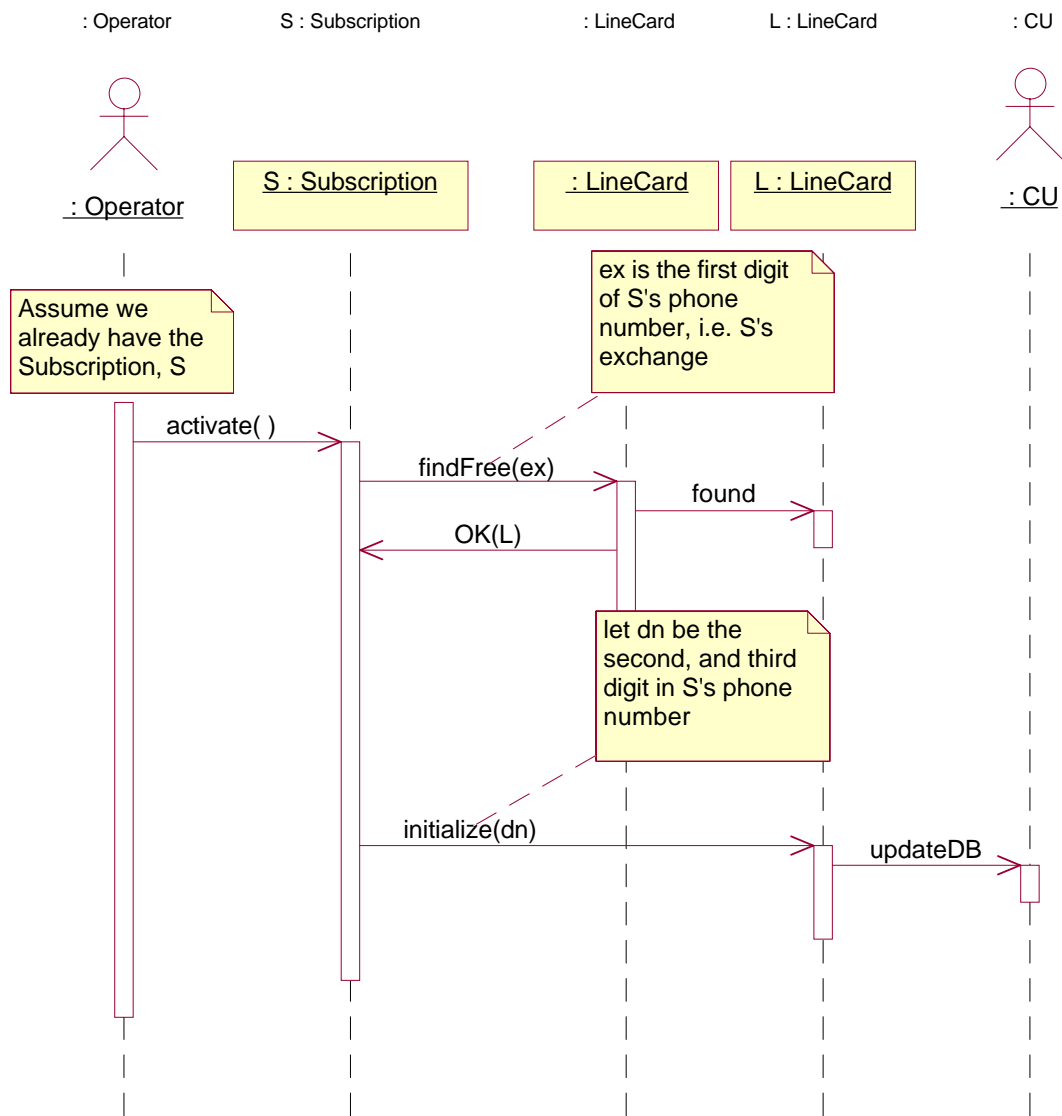 : Operator
S : Subscription
: LineCard
L : LineCard
: CU
: Operator
S : Subscription
: LineCard
L : LineCard
: CU
Assume we
already have the
Subscription, S
ex is the first digit
of S's phone
number, i.e. S's
exchange
activate( )
findFree(ex)
found
OK(L)
let dn be the
second, and third
digit in S's phone
number
initialize(dn)
updateDB